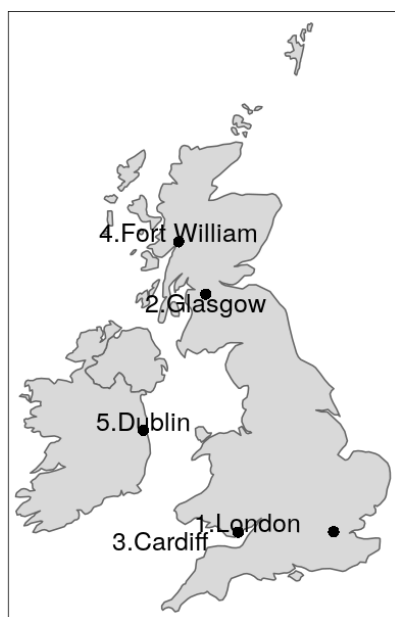 4.Fort William
2.Glasgow
5.Dublin
1.London
3.Cardiff